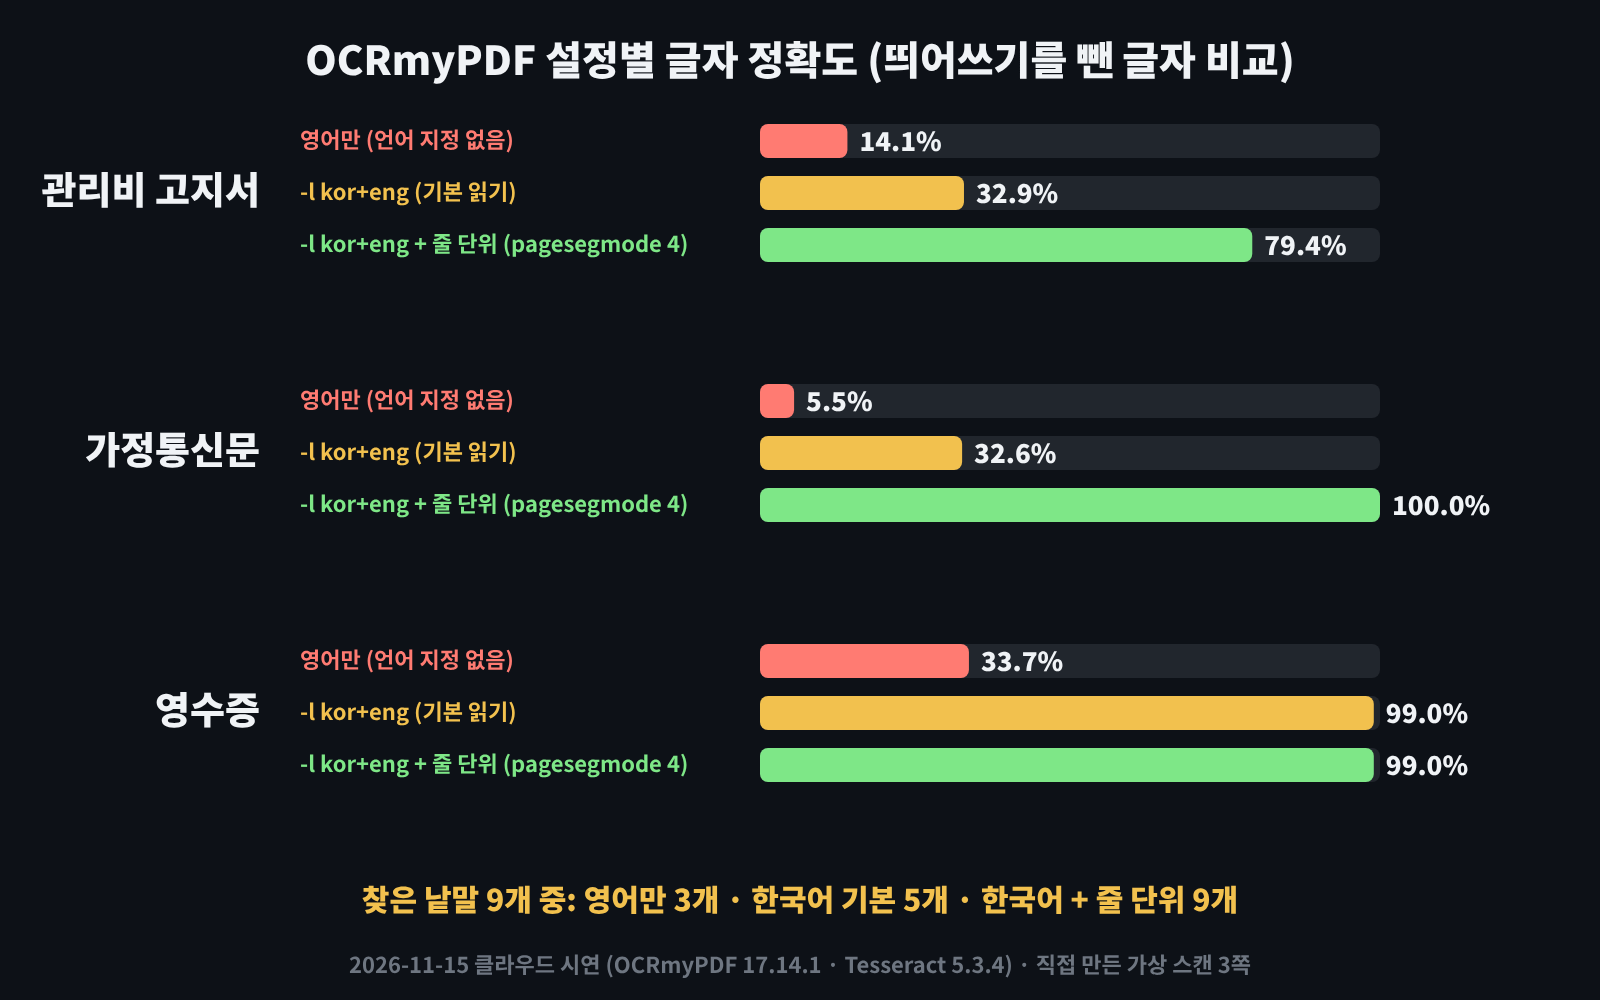 OCRmyPDF 설정별 글자 정확도 (띄어쓰기를 뺀 글자 비교)
관리비 고지서
영어만 (언어 지정 없음) 14.1%
-l kor+eng (기본 읽기) 32.9%
-l kor+eng + 줄 단위 (pagesegmode 4) 79.4%
가정통신문
영어만 (언어 지정 없음) 5.5%
-l kor+eng (기본 읽기) 32.6%
-l kor+eng + 줄 단위 (pagesegmode 4) 100.0%
영수증
영어만 (언어 지정 없음) 33.7%
-l kor+eng (기본 읽기) 99.0%
-l kor+eng + 줄 단위 (pagesegmode 4) 99.0%
찾은 낱말 9개 중: 영어만 3개 · 한국어 기본 5개 · 한국어 + 줄 단위 9개
2026-11-15 클라우드 시연 (OCRmyPDF 17.14.1 · Tesseract 5.3.4) · 직접 만든 가상 스캔 3쪽